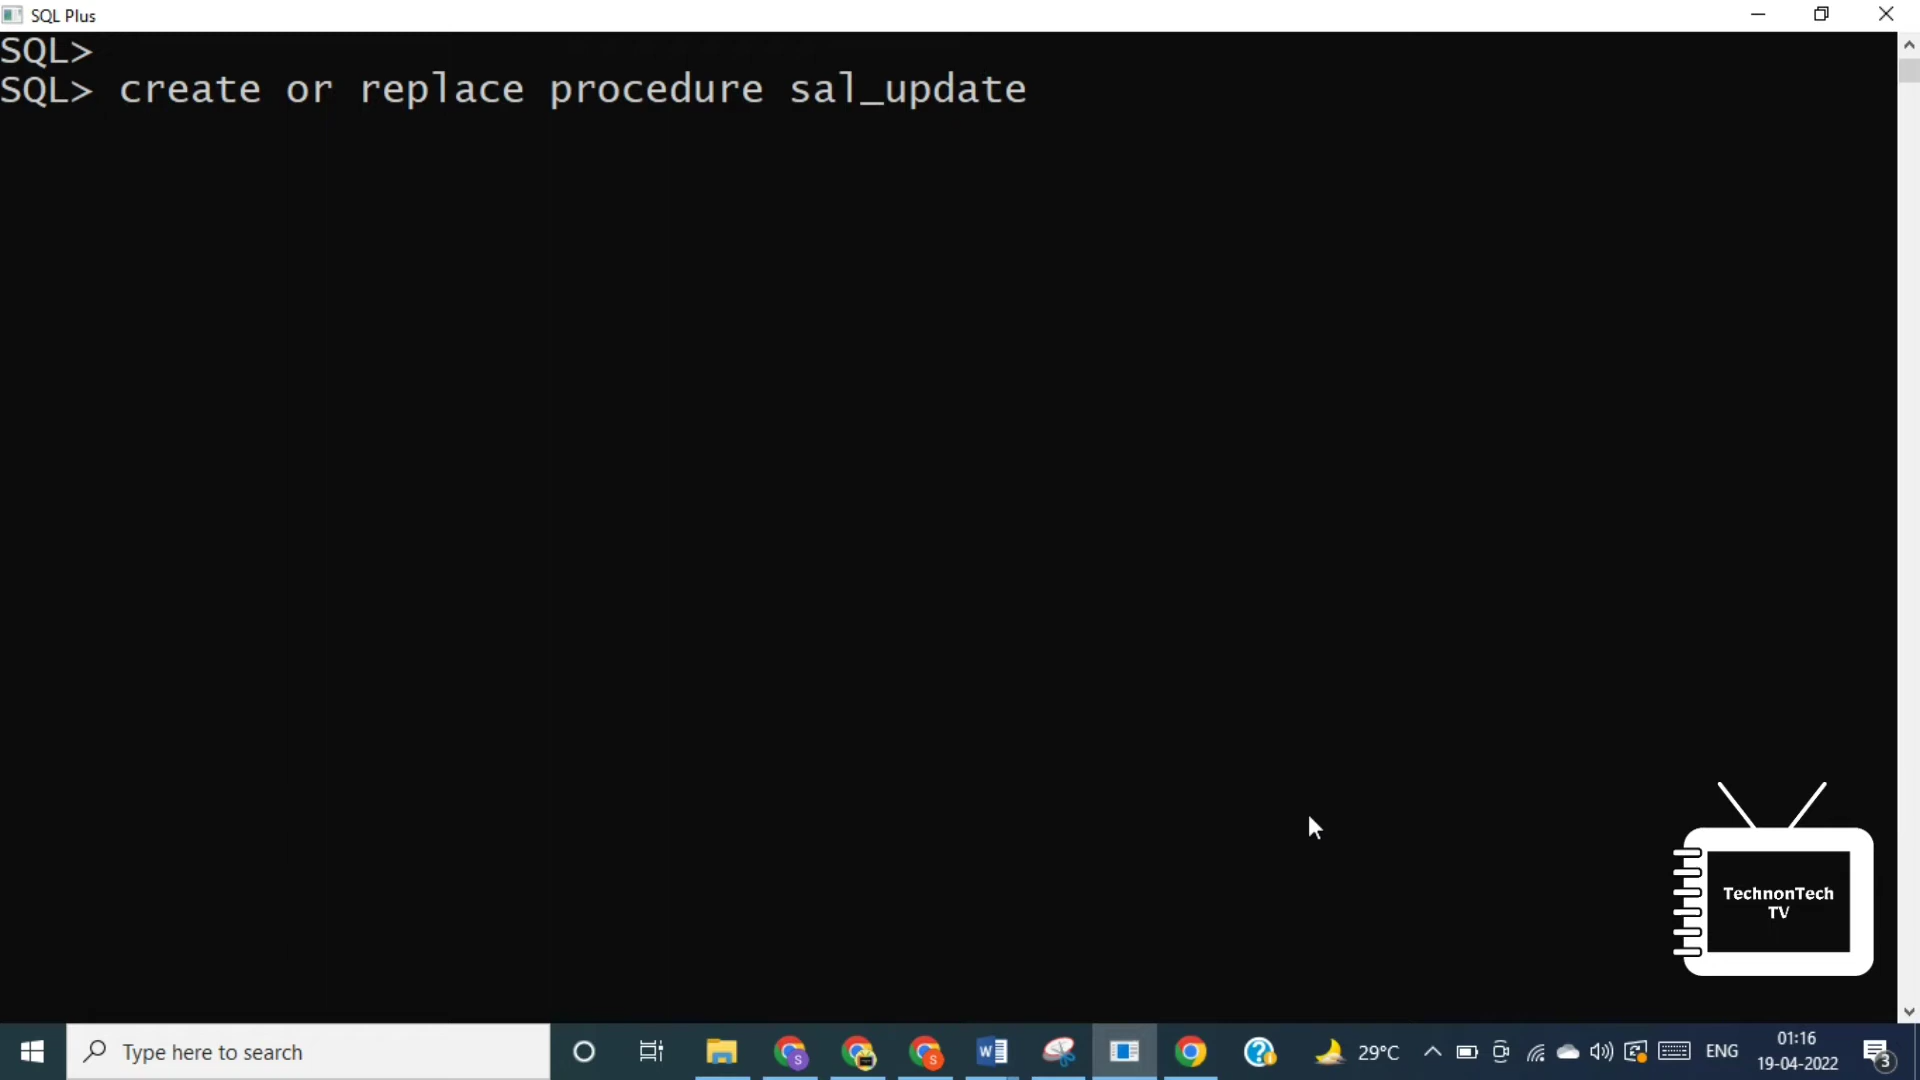 SQL Plus
SQL>
SQL> create or replace procedure sal_update
TechnonTech
TV
Type here to search
S
S
W
?
29°C
ENG
01:16
19-04-2022
3